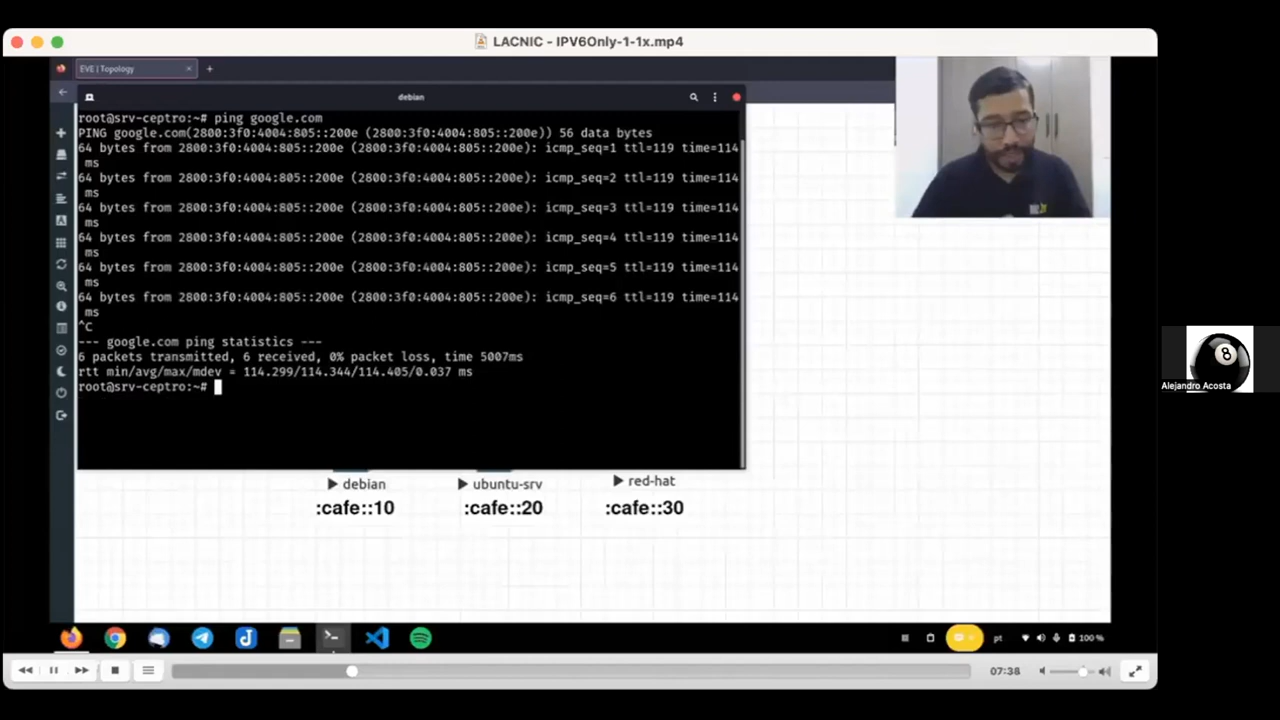 LACNIC - IPV6Only-1-1x.mp4
EVE | Topology
debian
root@srv-ceptro:~# ping google.com
PING google.com(2800:3f0:4004:805::200e (2800:3f0:4004:805::200e)) 56 data bytes
64 bytes from 2800:3f0:4004:805::200e (2800:3f0:4004:805::200e): icmp_seq=1 ttl=119 time=114
ms
64 bytes from 2800:3f0:4004:805::200e (2800:3f0:4004:805::200e): icmp_seq=2 ttl=119 time=114
ms
64 bytes from 2800:3f0:4004:805::200e (2800:3f0:4004:805::200e): icmp_seq=3 ttl=119 time=114
ms
64 bytes from 2800:3f0:4004:805::200e (2800:3f0:4004:805::200e): icmp_seq=4 ttl=119 time=114
ms
64 bytes from 2800:3f0:4004:805::200e (2800:3f0:4004:805::200e): icmp_seq=5 ttl=119 time=114
ms
64 bytes from 2800:3f0:4004:805::200e (2800:3f0:4004:805::200e): icmp_seq=6 ttl=119 time=114
ms
^C
--- google.com ping statistics ---
6 packets transmitted, 6 received, 0% packet loss, time 5007ms
rtt min/avg/max/mdev = 114.299/114.344/114.405/0.037 ms
root@srv-ceptro:~#
debian ubuntu-srv red-hat
:cafe::10 :cafe::20 :cafe::30
8
Alejandro Acosta
pt 100 %
07:38